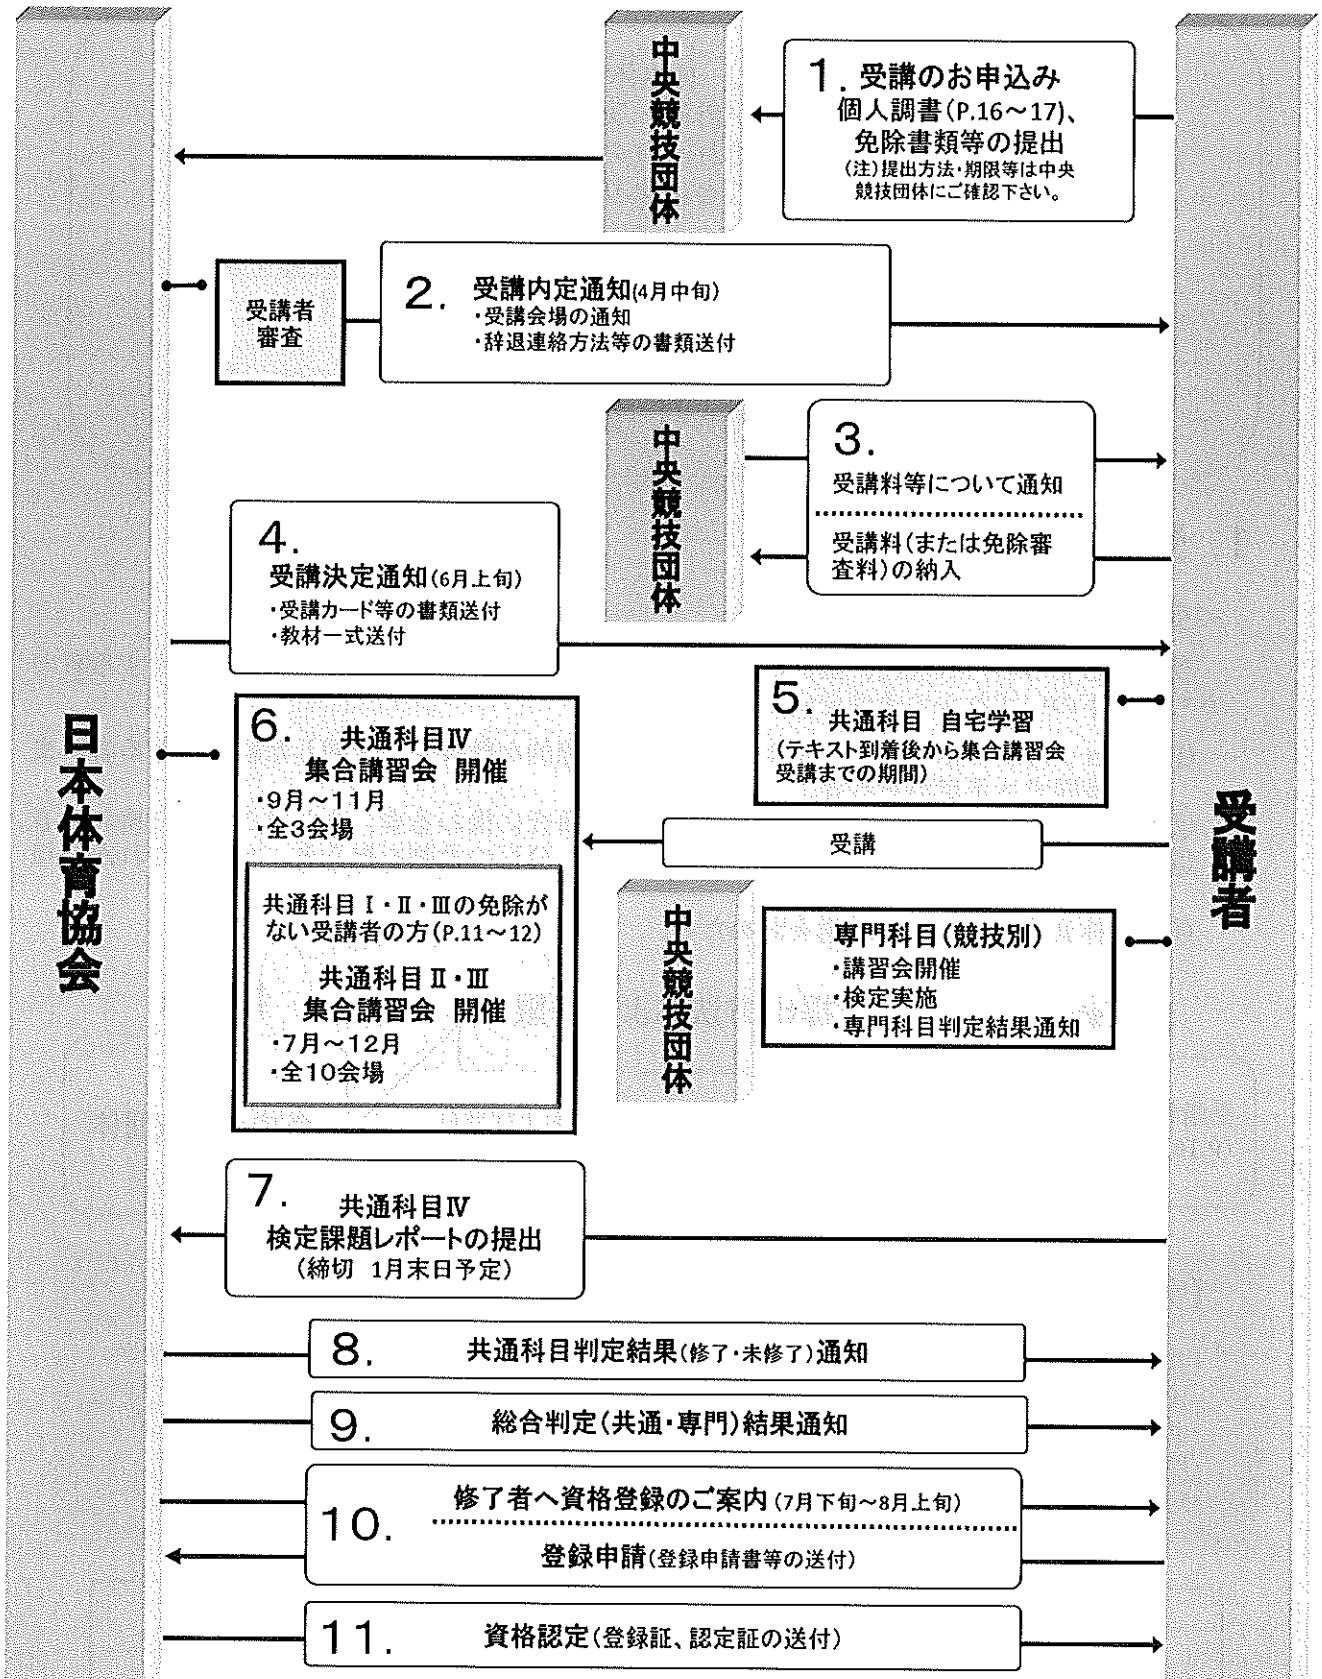 日本体育協会
受講者
中央競技団体
1. 受講のお申込み
個人調書(P.16～17)、
免除書類等の提出
(注)提出方法・期限等は中央
競技団体にご確認下さい。
受講者
審査
2. 受講内定通知(4月中旬)
・受講会場の通知
・辞退連絡方法等の書類送付
中央競技団体
3.
受講料等について通知
受講料(または免除審
査料)の納入
4.
受講決定通知(6月上旬)
・受講カード等の書類送付
・教材一式送付
5. 共通科目 自宅学習
(テキスト到着後から集合講習会
受講までの期間)
6. 共通科目Ⅳ
集合講習会 開催
・9月～11月
・全3会場
共通科目Ⅰ・Ⅱ・Ⅲの免除が
ない受講者の方(P.11～12)
共通科目Ⅱ・Ⅲ
集合講習会 開催
・7月～12月
・全10会場
受講
中央競技団体
専門科目(競技別)
・講習会開催
・検定実施
・専門科目判定結果通知
7. 共通科目Ⅳ
検定課題レポートの提出
(締切 1月末日予定)
8. 共通科目判定結果(修了・未修了)通知
9. 総合判定(共通・専門)結果通知
10. 修了者へ資格登録のご案内(7月下旬～8月上旬)
登録申請(登録申請書等の送付)
11. 資格認定(登録証、認定証の送付)